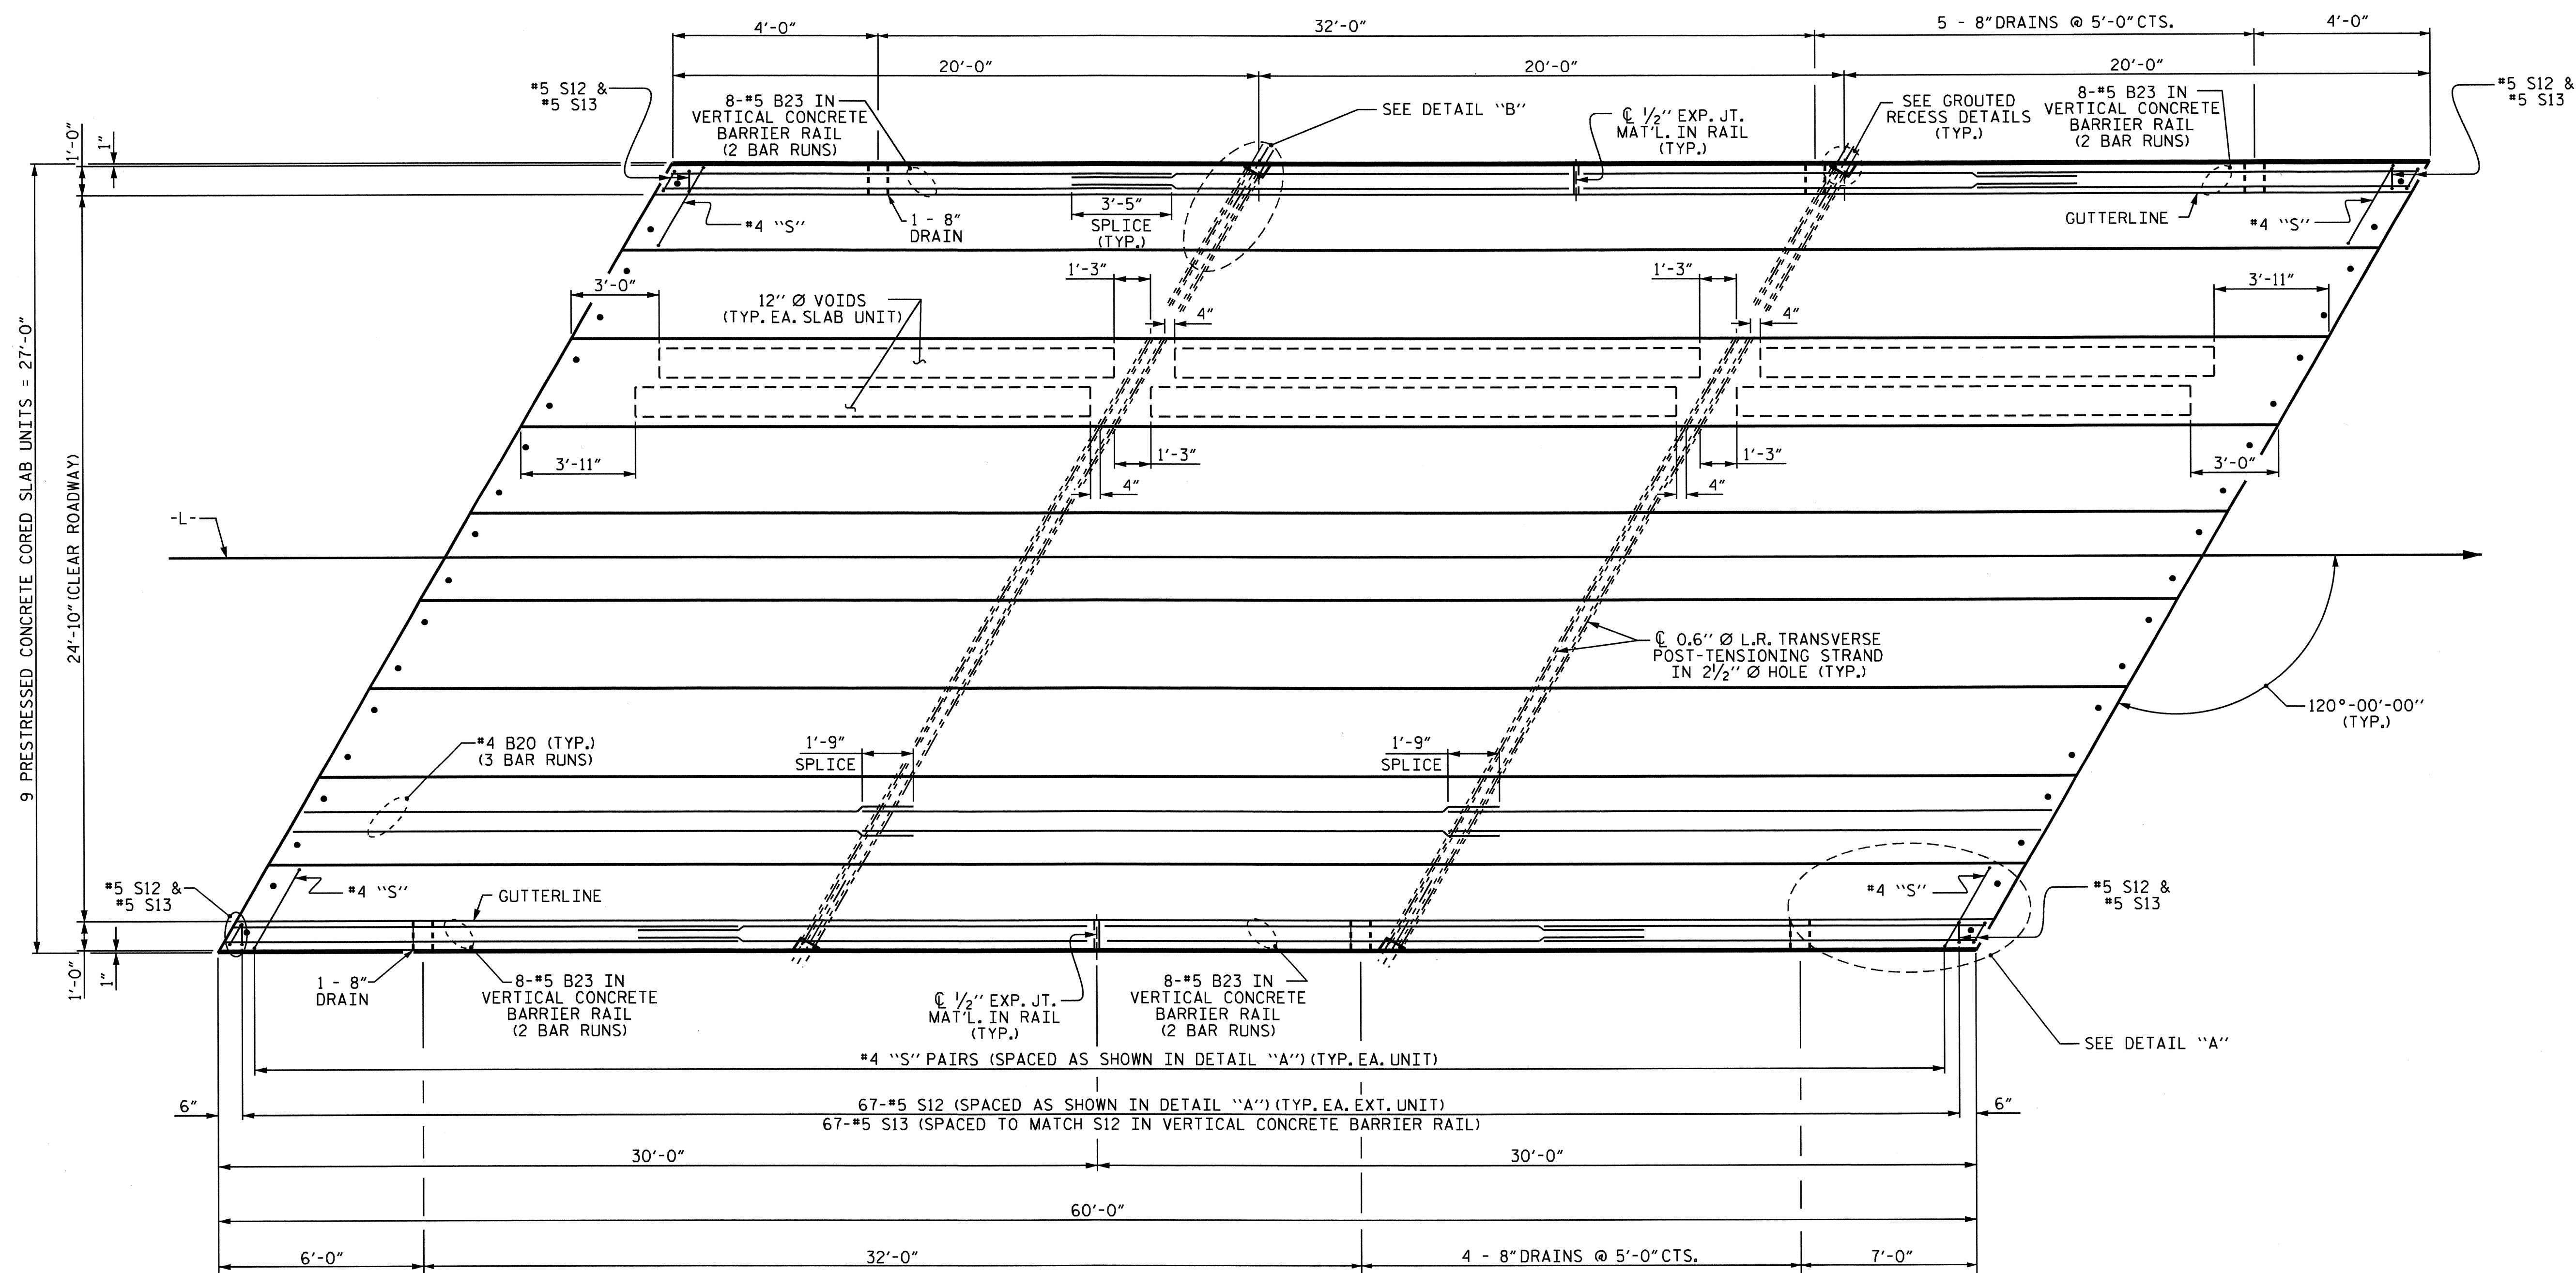 4'-0"
32'-0"
5 - 8" DRAINS @ 5'-0" CTS.
4'-0"
20'-0"
20'-0"
20'-0"
#5 S12 &
#5 S13
8-#5 B23 IN
VERTICAL CONCRETE
BARRIER RAIL
(2 BAR RUNS)
SEE DETAIL "B"
℄ 1/2" EXP. JT.
MAT'L. IN RAIL
(TYP.)
SEE GROUTED
RECESS DETAILS
(TYP.)
8-#5 B23 IN
VERTICAL CONCRETE
BARRIER RAIL
(2 BAR RUNS)
#5 S12 &
#5 S13
1'-0"
1"
#4 "S"
1 - 8"
DRAIN
3'-5"
SPLICE
(TYP.)
GUTTERLINE
#4 "S"
3'-0"
12" Ø VOIDS
(TYP. EA. SLAB UNIT)
1'-3"
4"
1'-3"
4"
3'-11"
9 PRESTRESSED CONCRETE CORED SLAB UNITS = 27'-0"
24'-10" (CLEAR ROADWAY)
3'-11"
1'-3"
4"
1'-3"
4"
3'-0"
-L-
℄ 0.6" Ø L.R. TRANSVERSE
POST-TENSIONING STRAND
IN 2 1/2" Ø HOLE (TYP.)
120°-00'-00"
(TYP.)
#4 B20 (TYP.)
(3 BAR RUNS)
1'-9"
SPLICE
1'-9"
SPLICE
#5 S12 &
#5 S13
#4 "S"
GUTTERLINE
#4 "S"
#5 S12 &
#5 S13
1'-0"
1"
1 - 8"
DRAIN
8-#5 B23 IN
VERTICAL CONCRETE
BARRIER RAIL
(2 BAR RUNS)
℄ 1/2" EXP. JT.
MAT'L. IN RAIL
(TYP.)
8-#5 B23 IN
VERTICAL CONCRETE
BARRIER RAIL
(2 BAR RUNS)
SEE DETAIL "A"
#4 "S" PAIRS (SPACED AS SHOWN IN DETAIL "A") (TYP. EA. UNIT)
6"
67-#5 S12 (SPACED AS SHOWN IN DETAIL "A") (TYP. EA. EXT. UNIT)
67-#5 S13 (SPACED TO MATCH S12 IN VERTICAL CONCRETE BARRIER RAIL)
6"
30'-0"
30'-0"
60'-0"
6'-0"
32'-0"
4 - 8" DRAINS @ 5'-0" CTS.
7'-0"